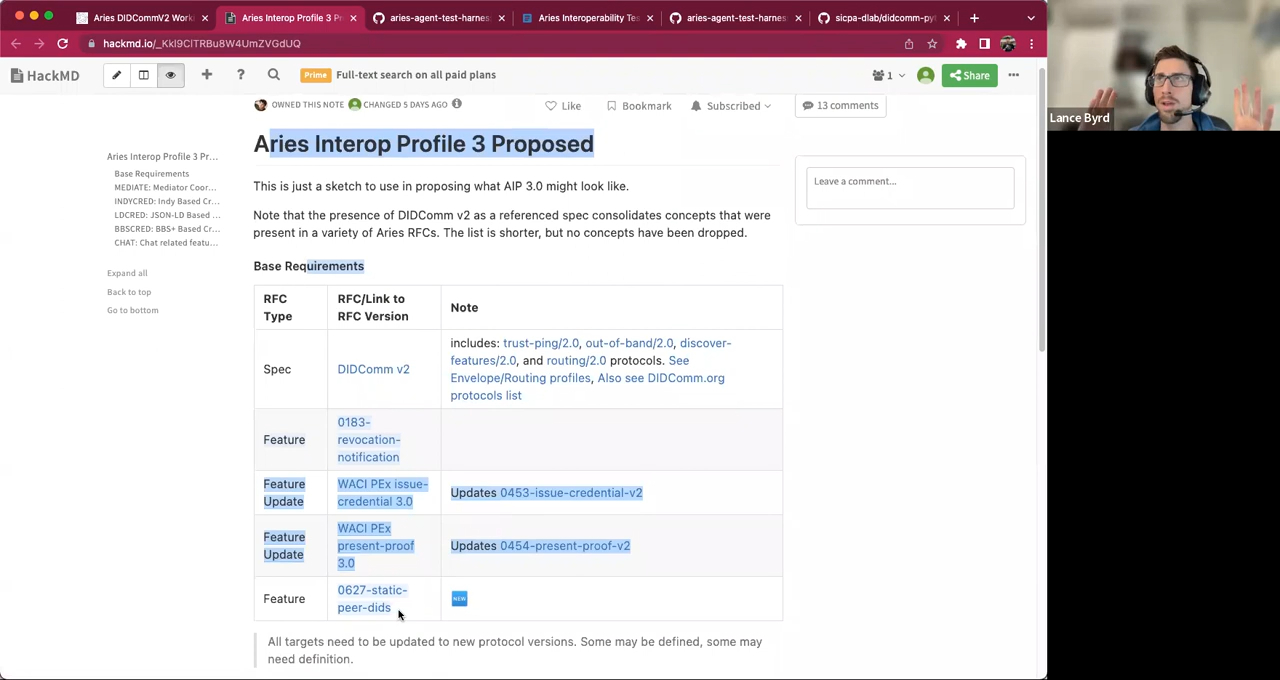 Aries DIDCommV2 Worki
Aries Interop Profile 3 Pr
aries-agent-test-harnes
Aries Interoperability Tes
aries-agent-test-harnes
sicpa-dlab/didcomm-py
hackmd.io/_Kkl9ClTRBu8W4UmZVGdUQ
HackMD
Prime
Full-text search on all paid plans
1
Share
OWNED THIS NOTE
CHANGED 5 DAYS AGO
Like
Bookmark
Subscribed
13 comments
Aries Interop Profile 3 Pr...
Base Requirements
MEDIATE: Mediator Coor...
INDYCRED: Indy Based Cr...
LDCRED: JSON-LD Based ...
BBSCRED: BBS+ Based Cr...
CHAT: Chat related featu...
Expand all
Back to top
Go to bottom
Aries Interop Profile 3 Proposed
This is just a sketch to use in proposing what AIP 3.0 might look like.
Note that the presence of DIDComm v2 as a referenced spec consolidates concepts that were
present in a variety of Aries RFCs. The list is shorter, but no concepts have been dropped.
Base Requirements
RFC
Type
RFC/Link to
RFC Version
Note
Spec
DIDComm v2
includes: trust-ping/2.0, out-of-band/2.0, discover-
features/2.0, and routing/2.0 protocols. See
Envelope/Routing profiles, Also see DIDComm.org
protocols list
Feature
0183-
revocation-
notification
Feature
Update
WACI PEx issue-
credential 3.0
Updates 0453-issue-credential-v2
Feature
Update
WACI PEx
present-proof
3.0
Updates 0454-present-proof-v2
Feature
0627-static-
peer-dids
NEW
All targets need to be updated to new protocol versions. Some may be defined, some may
need definition.
Leave a comment...
Lance Byrd